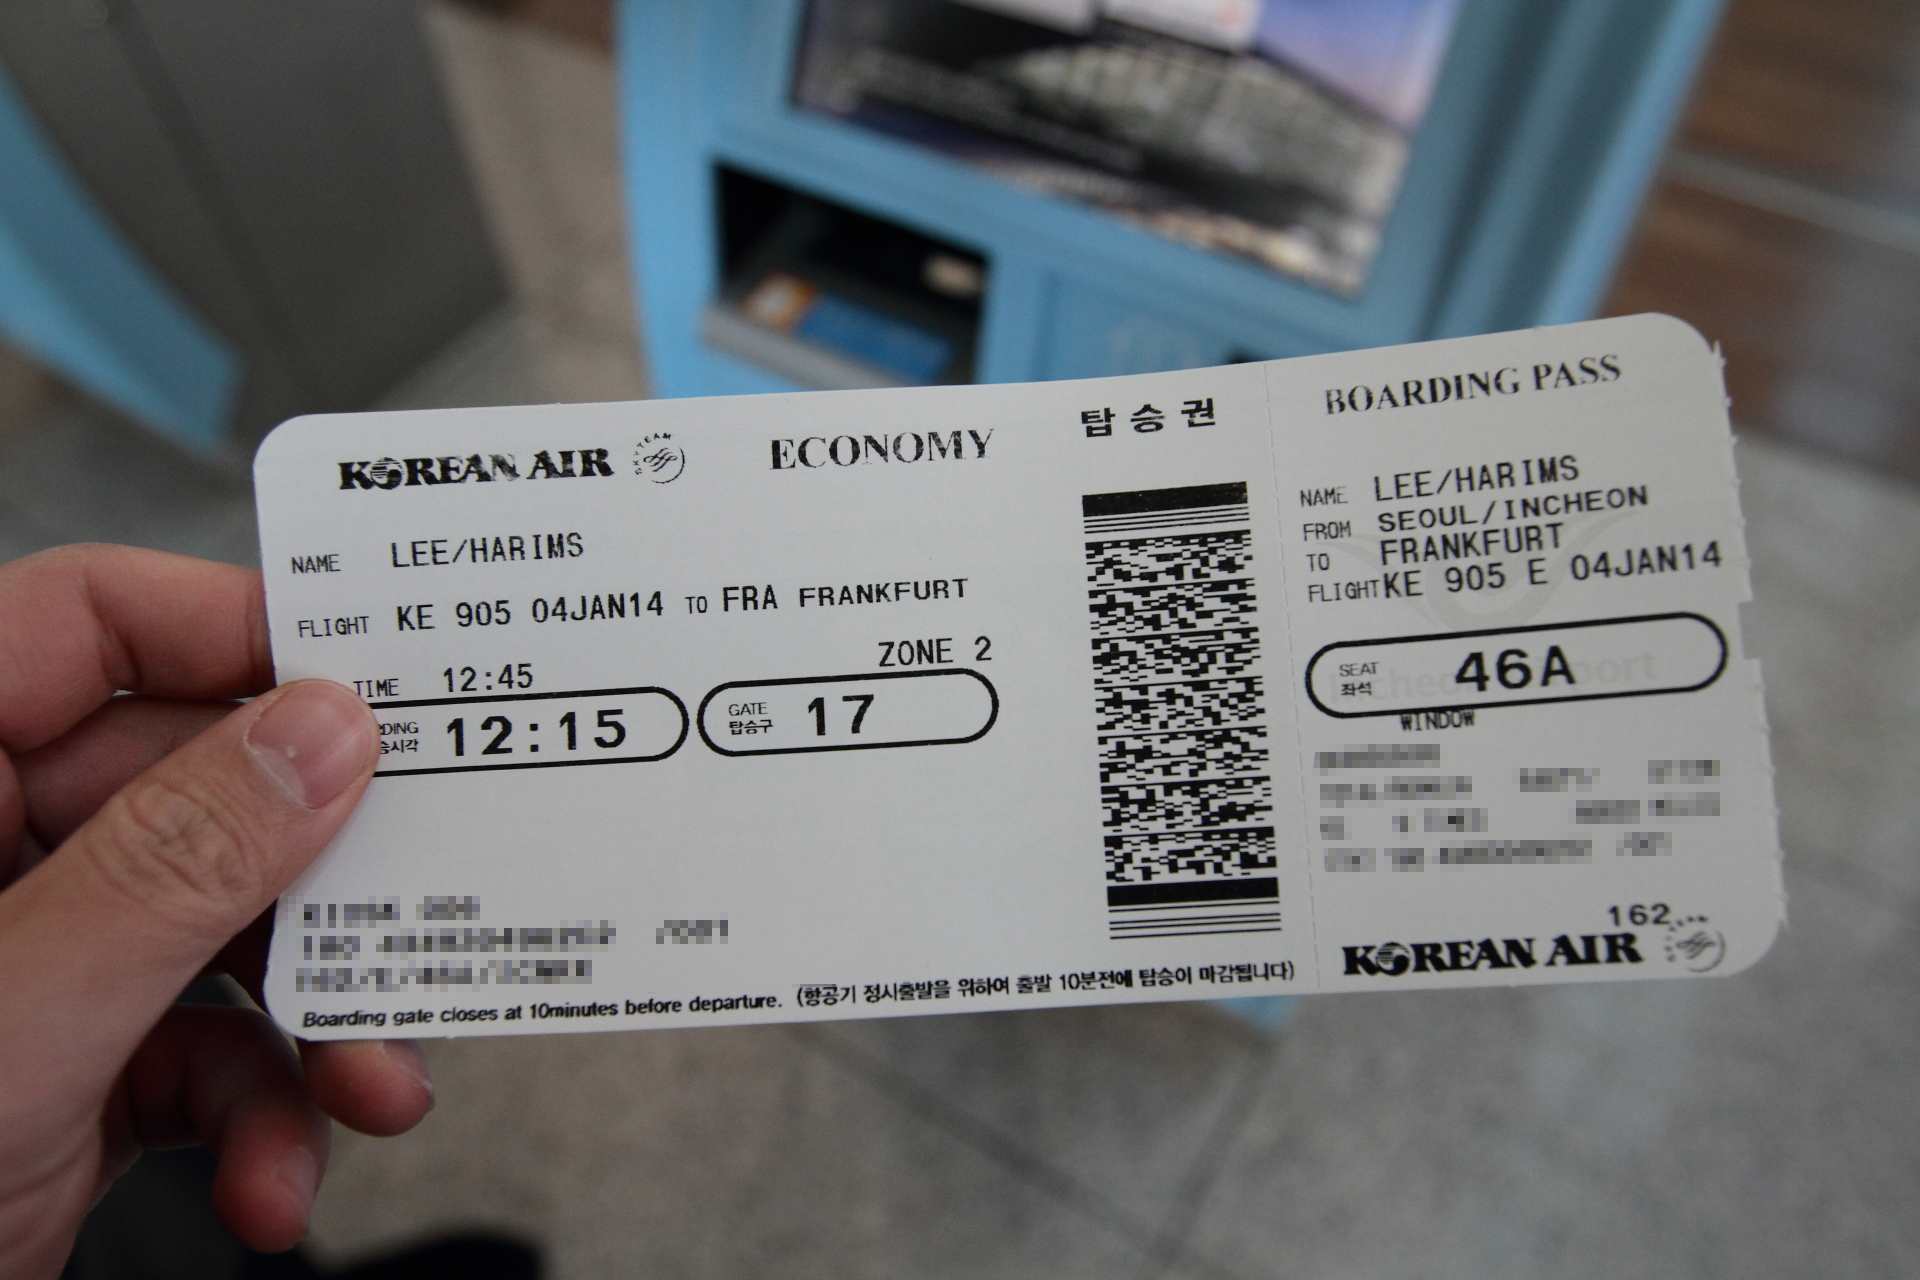 KOREAN AIR SKYTEAM ECONOMY 탑승권
NAME LEE/HARIMS
FLIGHT KE 905 04JAN14 TO FRA FRANKFURT
ZONE 2
TIME 12:45
12:15
GATE 탑승구 17
Boarding gate closes at 10minutes before departure. (항공기 정시출발을 위하여 출발 10분전에 탑승이 마감됩니다)
BOARDING PASS
NAME LEE/HARIMS
FROM SEOUL/INCHEON
TO FRANKFURT
FLIGHT KE 905 E 04JAN14
SEAT 좌석 46A
WINDOW
162
KOREAN AIR